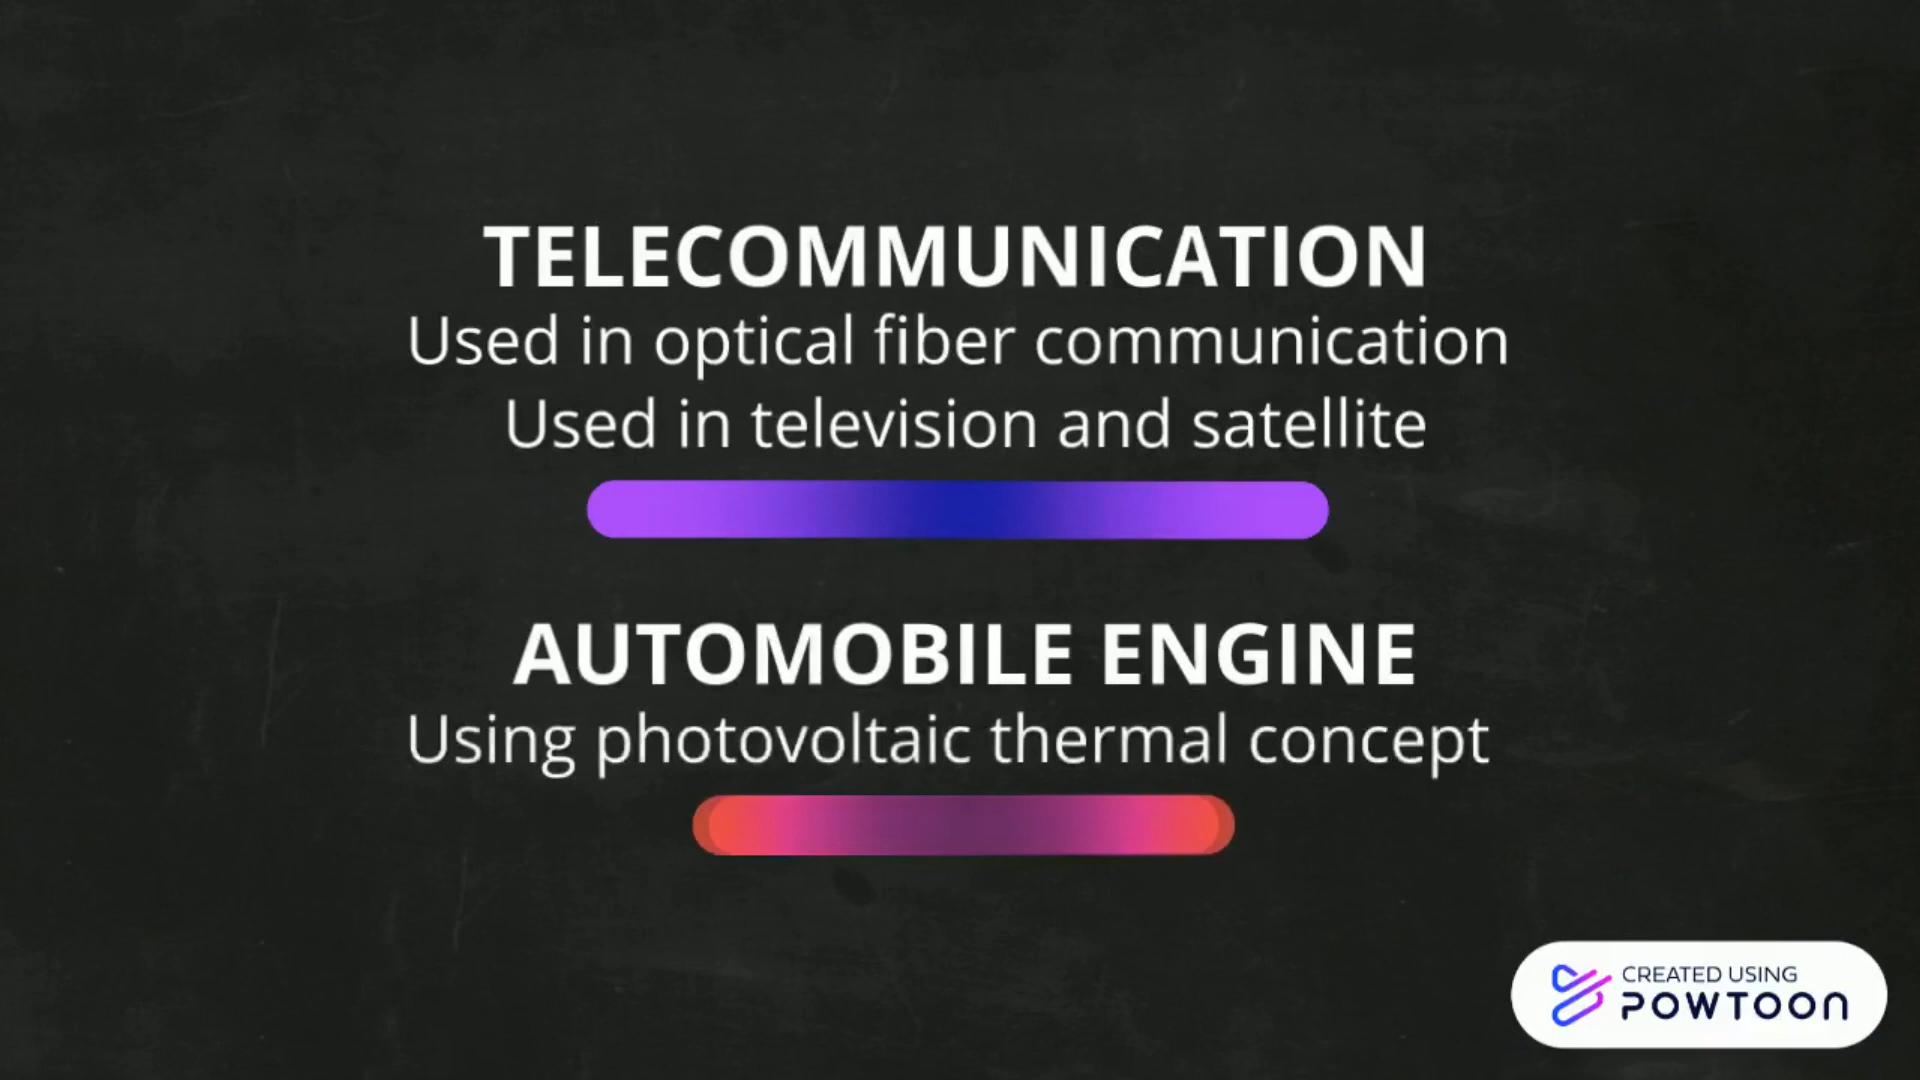 TELECOMMUNICATION
Used in optical fiber communication
Used in television and satellite
AUTOMOBILE ENGINE
Using photovoltaic thermal concept
CREATED USING
POWTOON